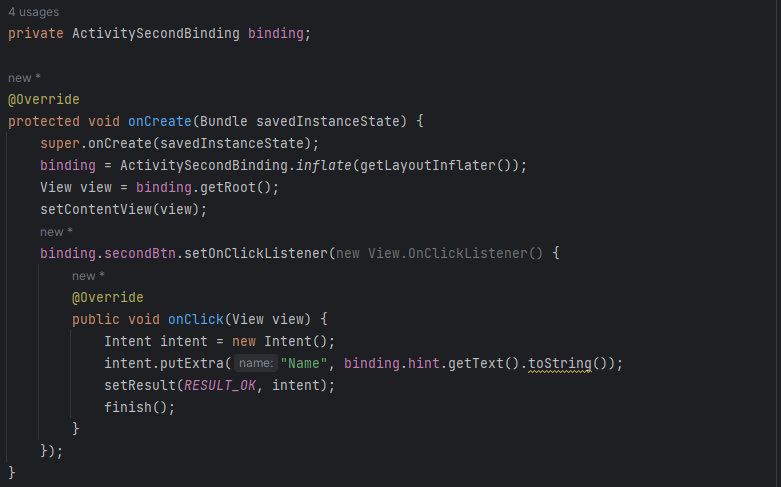 4 usages
private ActivitySecondBinding binding;
new *
@Override
protected void onCreate(Bundle savedInstanceState) {
super.onCreate(savedInstanceState);
binding = ActivitySecondBinding.inflate(getLayoutInflater());
View view = binding.getRoot();
setContentView(view);
new *
binding.secondBtn.setOnClickListener(new View.OnClickListener() {
new *
@Override
public void onClick(View view) {
Intent intent = new Intent();
intent.putExtra( name: "Name", binding.hint.getText().toString());
setResult(RESULT_OK, intent);
finish();
}
});
}